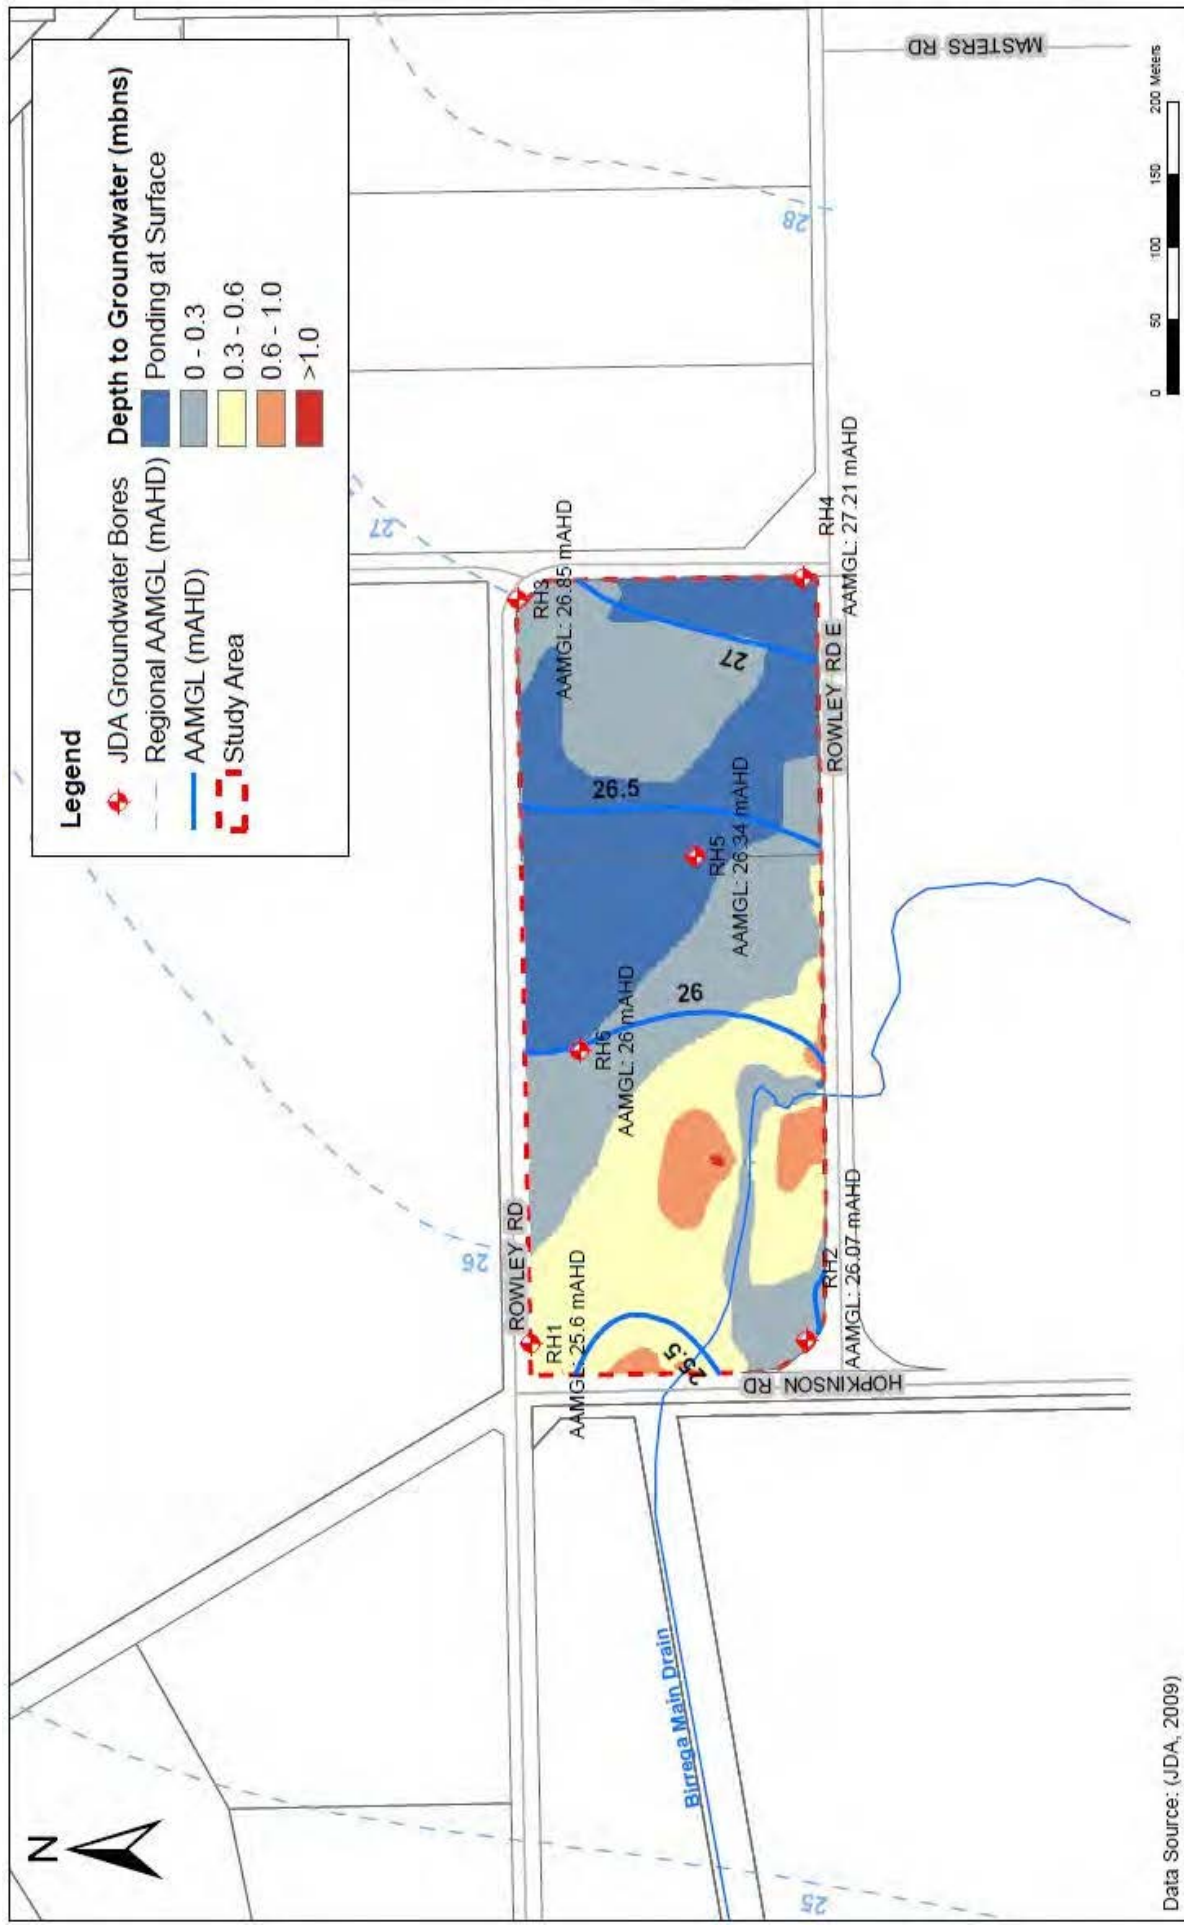 N
Legend
JDA Groundwater Bores
Regional AAMGL (mAHD)
AAMGL (mAHD)
Study Area
Depth to Groundwater (mbns)
Ponding at Surface
0 - 0.3
0.3 - 0.6
0.6 - 1.0
>1.0
25
26
27
28
ROWLEY RD
RH1
AAMGL: 25.6 mAHD
25.5
RH6
AAMGL: 26 mAHD
26
RH5
AAMGL: 26.34 mAHD
26.5
RH3
AAMGL: 26.85 mAHD
27
RH4
AAMGL: 27.21 mAHD
RH2
AAMGL: 26.07 mAHD
ROWLEY RD E
HOPKINSON RD
MASTERS RD
Birrega Main Drain
0 50 100 150 200 Meters
Data Source: (JDA, 2009)